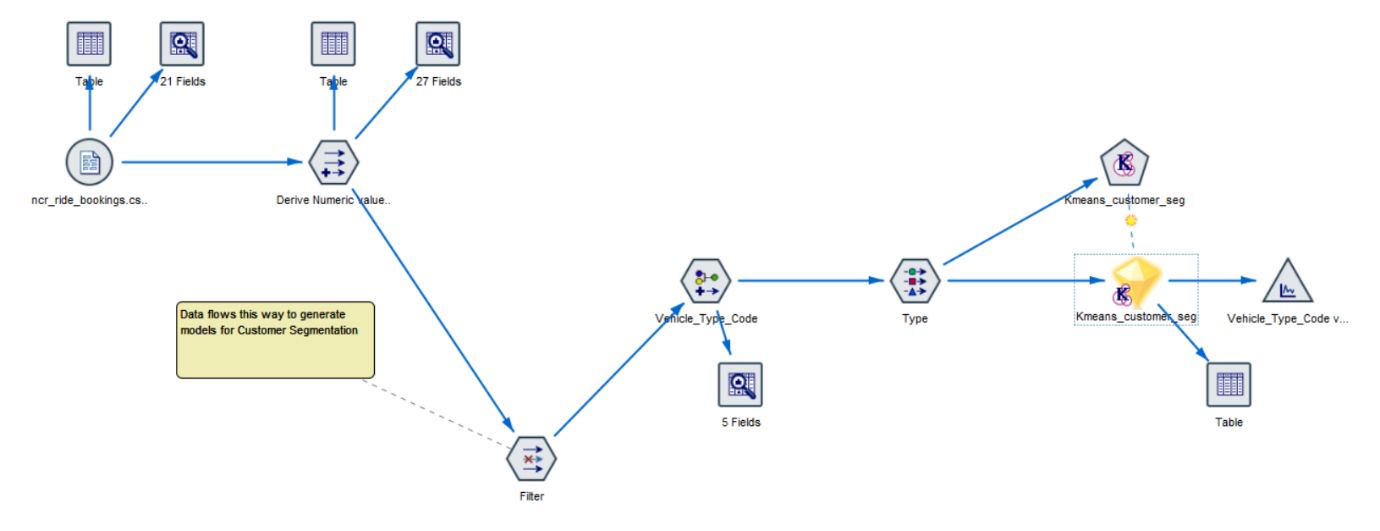 Table
21 Fields
Table
27 Fields
ncr_ride_bookings.cs..
Derive Numeric value..
Kmeans_customer_seg
Data flows this way to generate
models for Customer Segmentation
Vehicle_Type_Code
Type
Kmeans_customer_seg
Vehicle_Type_Code v...
5 Fields
Table
Filter